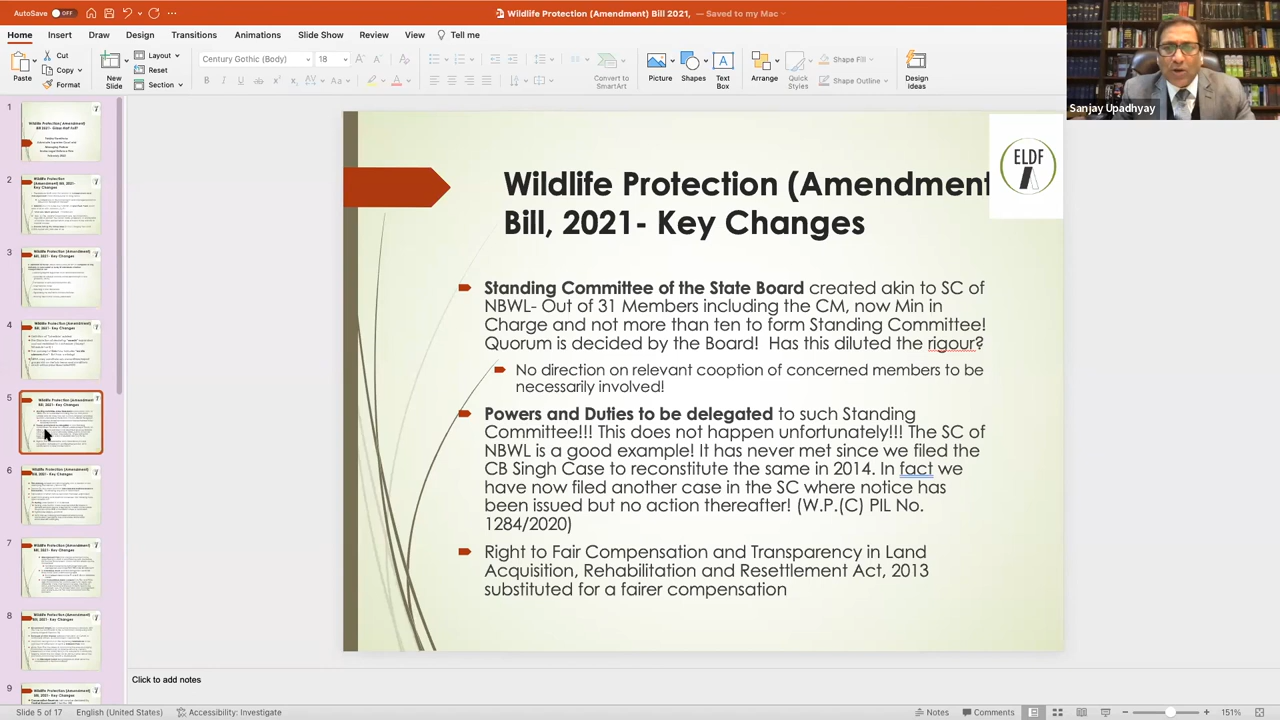 AutoSave OFF
Wildlife Protection (Amendment) Bill 2021, — Saved to my Mac
Home Insert Draw Design Transitions Animations Slide Show Review View Tell me
Paste
Cut
Copy
Format
New
Slide
Layout
Reset
Section
Century Gothic (Body) 18
Convert to
SmartArt
Picture
Shapes
Text
Box
Arrange
Quick
Styles
Shape Fill
Shape Outline
Design
Ideas
Sanjay Upadhyay
1
2
3
4
5
6
7
8
9
ELDF
Wildlife Protection (Amendment
Bill, 2021- Key Changes
Standing Committee of the State Board created akin to SC of
NBWL- Out of 31 Members including the CM, now Min in
Charge and not more than ten to form Standing Committee!
Quorum is decided by the Board! Has this diluted the rigour?
No direction on relevant cooption of concerned members to be
necessarily involved!
Powers and Duties to be delegated to such Standing
Committee!!! This does not happen unfortunately!!! The SC of
NBWL is a good example! It has never met since we filed the
CB Singh Case to reconstitute the same in 2014. In fact we
have now filed another case in the SC where notice has
been issued but no action thereafter! (W.P.(C) PIL No.
1284/2020)
Right to Fair Compensation and Transparency in Land
Acquisition, Rehabilitation and Resettlement Act, 2013
substituted for a fairer compensation
Click to add notes
Slide 5 of 17 English (United States) Accessibility: Investigate Notes Comments 151%